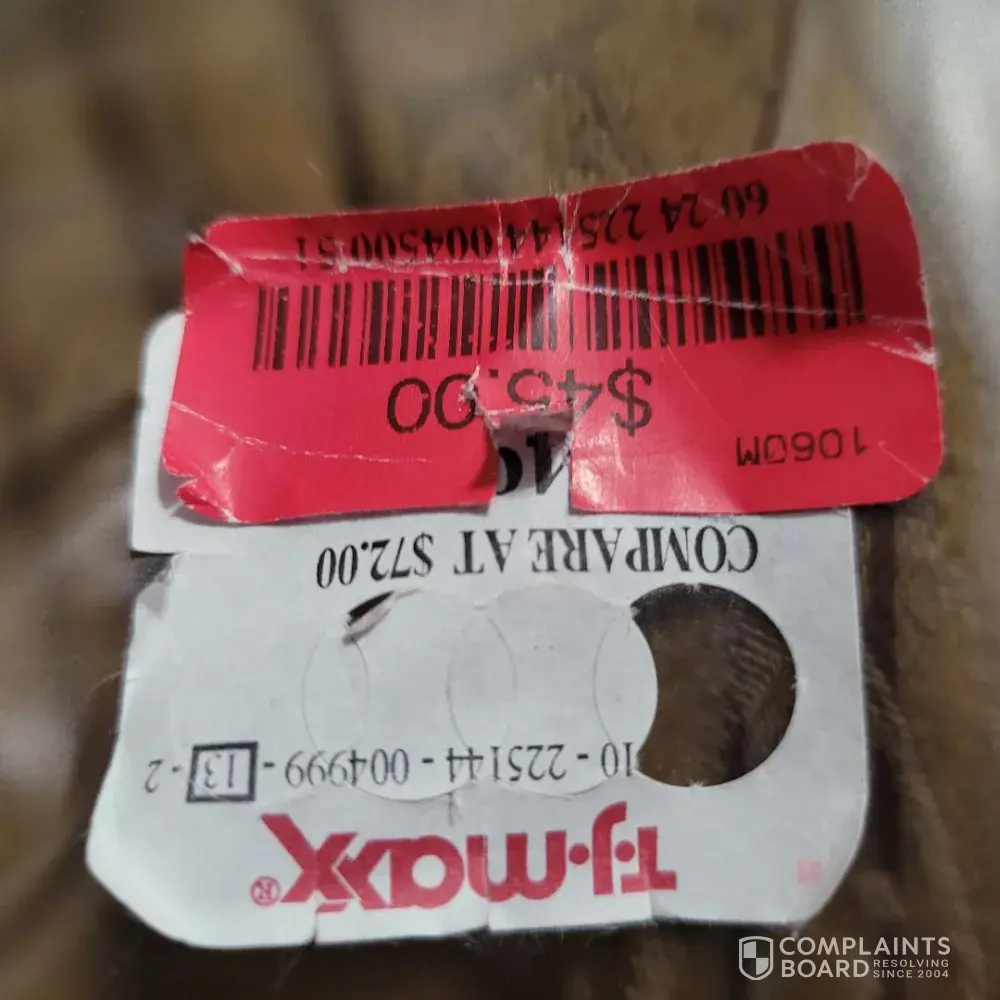 T·J·maxx®
10 - 225144 - 004999 - 13 - 2
COMPARE AT $72.00
1060M
$45.00
60 24 225144 004500 51
COMPLAINTS
BOARD RESOLVING
SINCE 2004